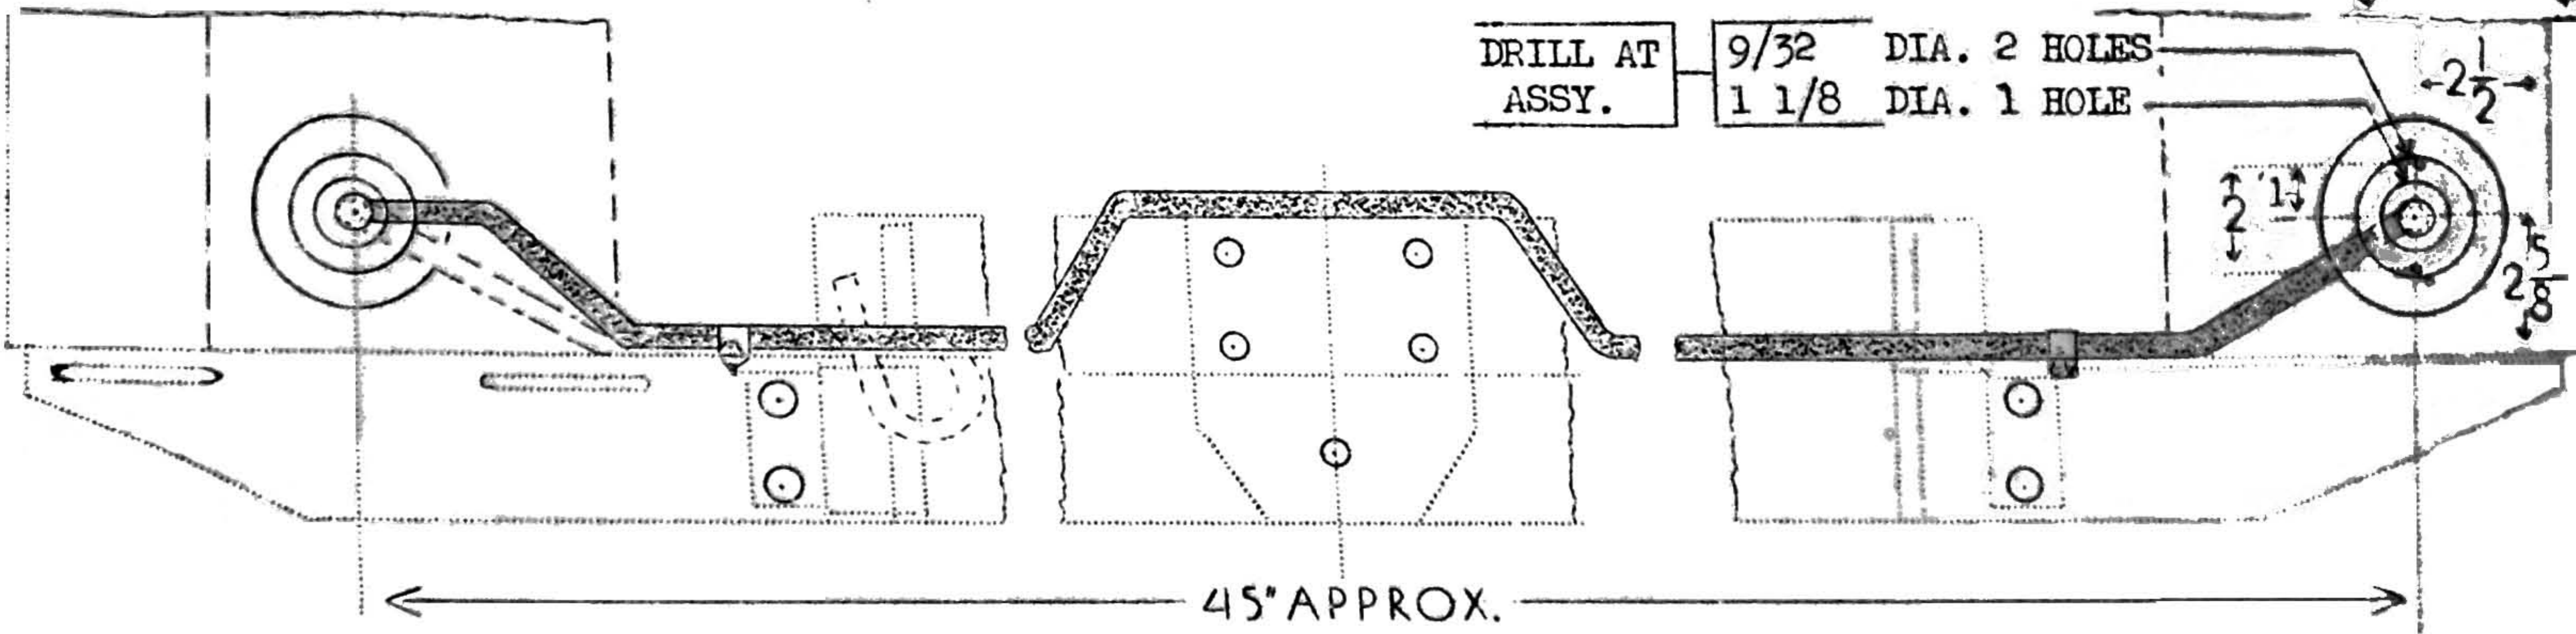 DRILL AT
ASSY.
9/32 DIA. 2 HOLES
1 1/8 DIA. 1 HOLE
2 1/2
2
1
2 5/8
45" APPROX.